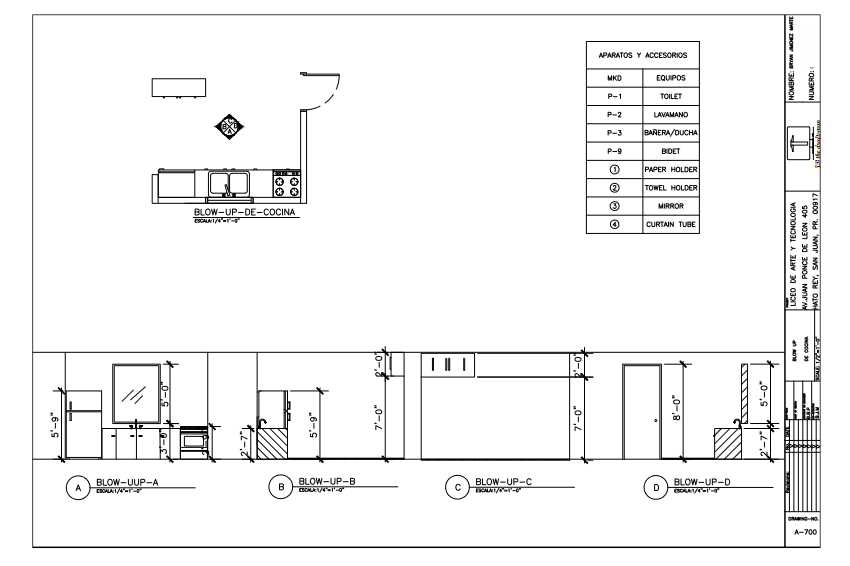 BLOW-UP-DE-COCINA
ESCALA:1/4"=1'-0"
APARATOS Y ACCESORIOS
MKD EQUIPOS
P-1 TOILET
P-2 LAVAMANO
P-3 BAÑERA/DUCHA
P-9 BIDET
1 PAPER HOLDER
2 TOWEL HOLDER
3 MIRROR
4 CURTAIN TUBE
5'-9"
5'-0"
A BLOW-UUP-A
ESCALA:1/4"=1'-0"
2'-7"
5'-9"
7'-0"
2'-0"
B BLOW-UP-B
ESCALA:1/4"=1'-0"
2'-0"
7'-0"
C BLOW-UP-C
ESCALA:1/4"=1'-0"
8'-0"
5'-0"
2'-7"
D BLOW-UP-D
ESCALA:1/4"=1'-0"
NOMBRE: BRYAN JIMENEZ MARTE
NUMERO:
LICEO DE ARTE Y TECNOLOGIA
AV.JUAN PONCE DE LEON 405
HATO REY, SAN JUAN, PR. 00917
BLOW UP
DE COCINA
SCALE: 1/2"=1'-0"
DATE
DRAWING-NO.
A-700